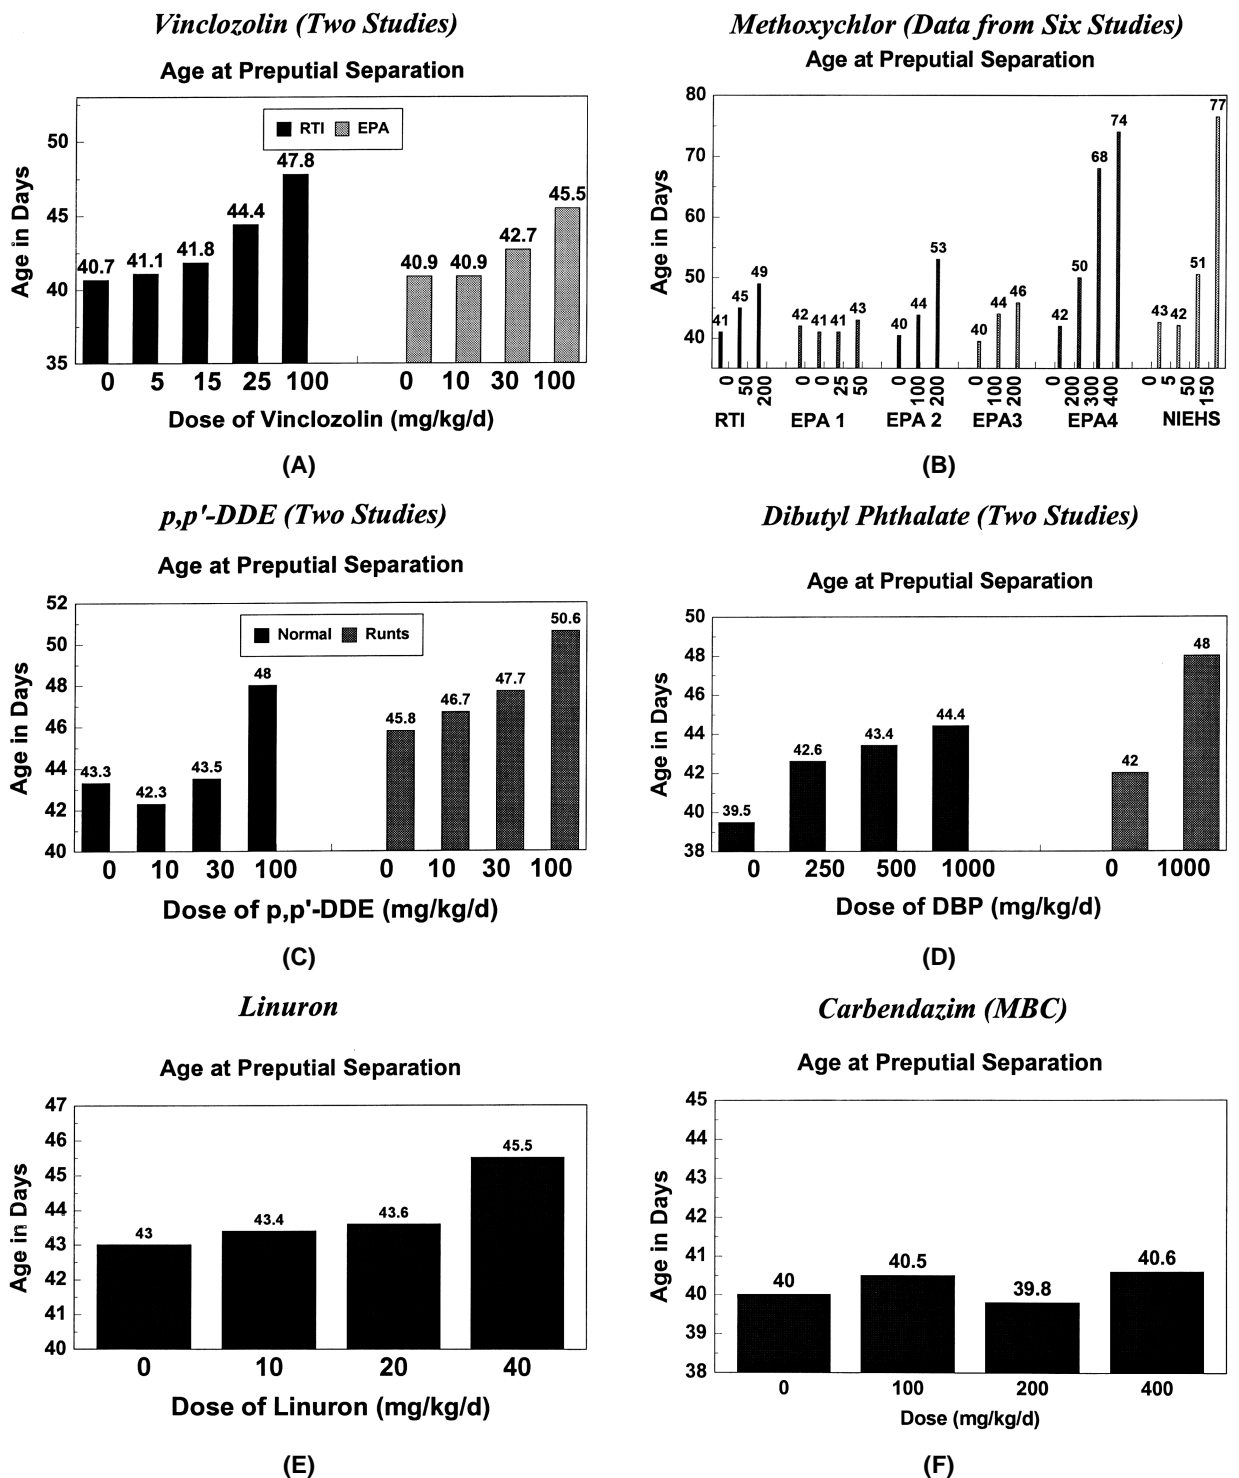 Vinclozolin (Two Studies)
Age at Preputial Separation
RTI EPA
Age in Days
50
45
40
35
40.7 41.1 41.8 44.4 47.8 40.9 40.9 42.7 45.5
0 5 15 25 100 0 10 30 100
Dose of Vinclozolin (mg/kg/d)
(A)
Methoxychlor (Data from Six Studies)
Age at Preputial Separation
Age in Days
80
70
60
50
40
41 45 49 42 41 41 43 40 44 53 40 44 46 42 50 68 74 43 42 51 77
0 50 200 0 0 25 50 0 100 200 0 100 200 0 200 300 400 0 5 50 150
RTI EPA 1 EPA 2 EPA3 EPA4 NIEHS
(B)
p,p'-DDE (Two Studies)
Age at Preputial Separation
Normal Runts
Age in Days
52
50
48
46
44
42
40
43.3 42.3 43.5 48 45.8 46.7 47.7 50.6
0 10 30 100 0 10 30 100
Dose of p,p'-DDE (mg/kg/d)
(C)
Dibutyl Phthalate (Two Studies)
Age at Preputial Separation
Age in Days
50
48
46
44
42
40
38
39.5 42.6 43.4 44.4 42 48
0 250 500 1000 0 1000
Dose of DBP (mg/kg/d)
(D)
Linuron
Age at Preputial Separation
Age in Days
47
46
45
44
43
42
41
40
43 43.4 43.6 45.5
0 10 20 40
Dose of Linuron (mg/kg/d)
(E)
Carbendazim (MBC)
Age at Preputial Separation
Age in Days
45
44
43
42
41
40
39
38
40 40.5 39.8 40.6
0 100 200 400
Dose (mg/kg/d)
(F)